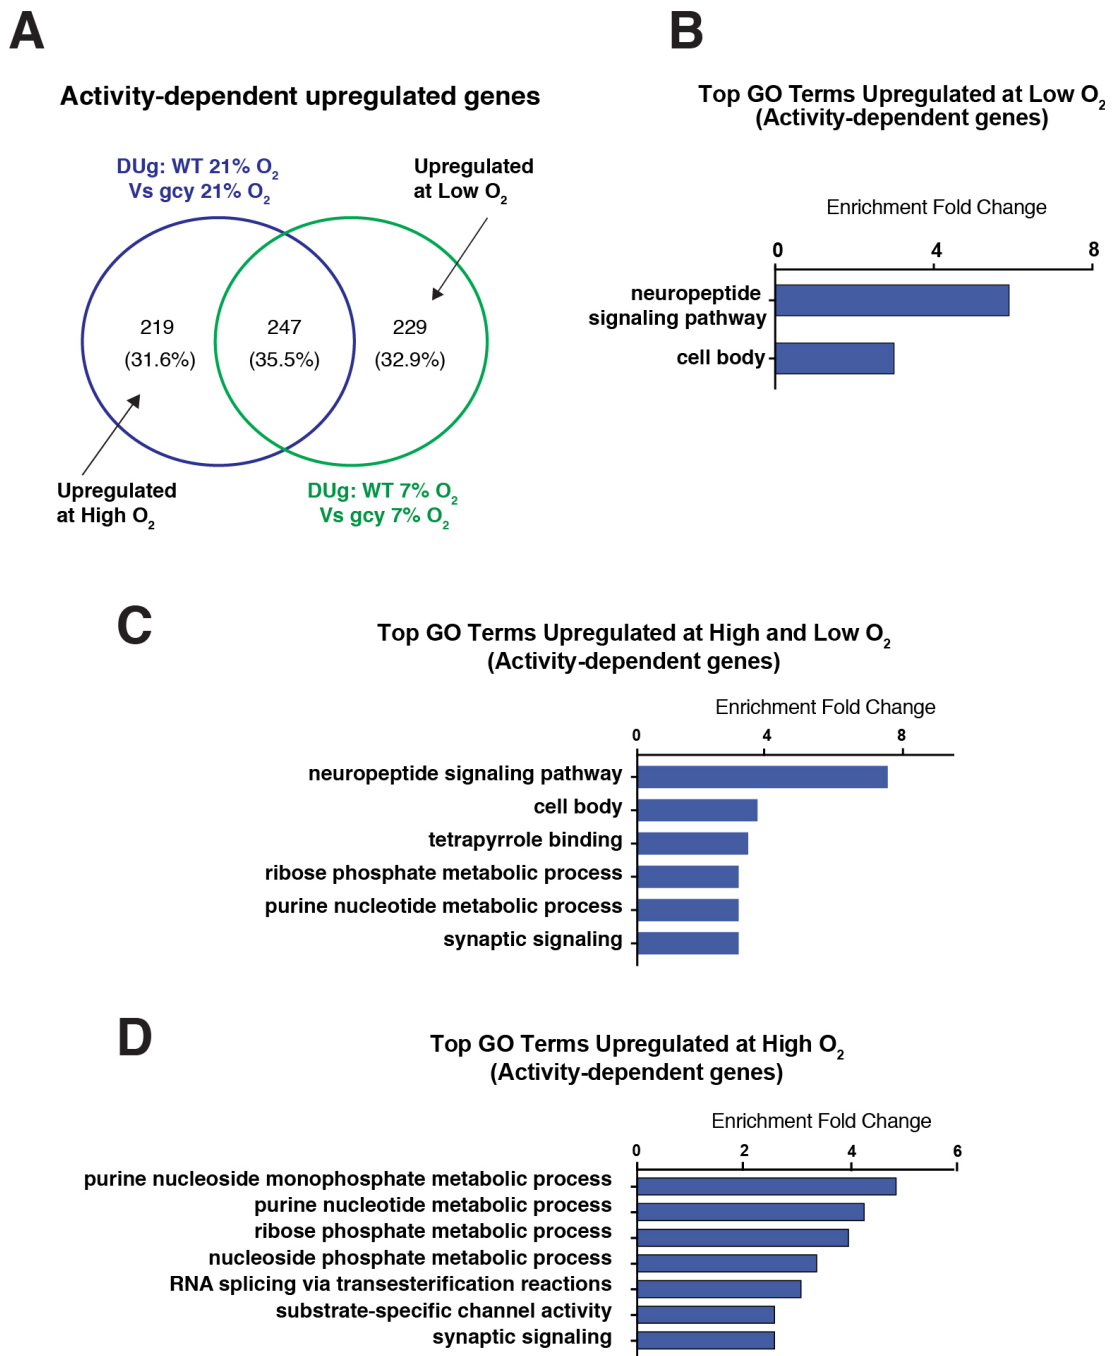 A
Activity-dependent upregulated genes
DUg: WT 21% O2
Vs gcy 21% O2
Upregulated
at Low O2
219
(31.6%)
247
(35.5%)
229
(32.9%)
Upregulated
at High O2
DUg: WT 7% O2
Vs gcy 7% O2
B
Top GO Terms Upregulated at Low O2
(Activity-dependent genes)
Enrichment Fold Change
0 4 8
neuropeptide
signaling pathway
cell body
C
Top GO Terms Upregulated at High and Low O2
(Activity-dependent genes)
Enrichment Fold Change
0 4 8
neuropeptide signaling pathway
cell body
tetrapyrrole binding
ribose phosphate metabolic process
purine nucleotide metabolic process
synaptic signaling
D
Top GO Terms Upregulated at High O2
(Activity-dependent genes)
Enrichment Fold Change
0 2 4 6
purine nucleoside monophosphate metabolic process
purine nucleotide metabolic process
ribose phosphate metabolic process
nucleoside phosphate metabolic process
RNA splicing via transesterification reactions
substrate-specific channel activity
synaptic signaling